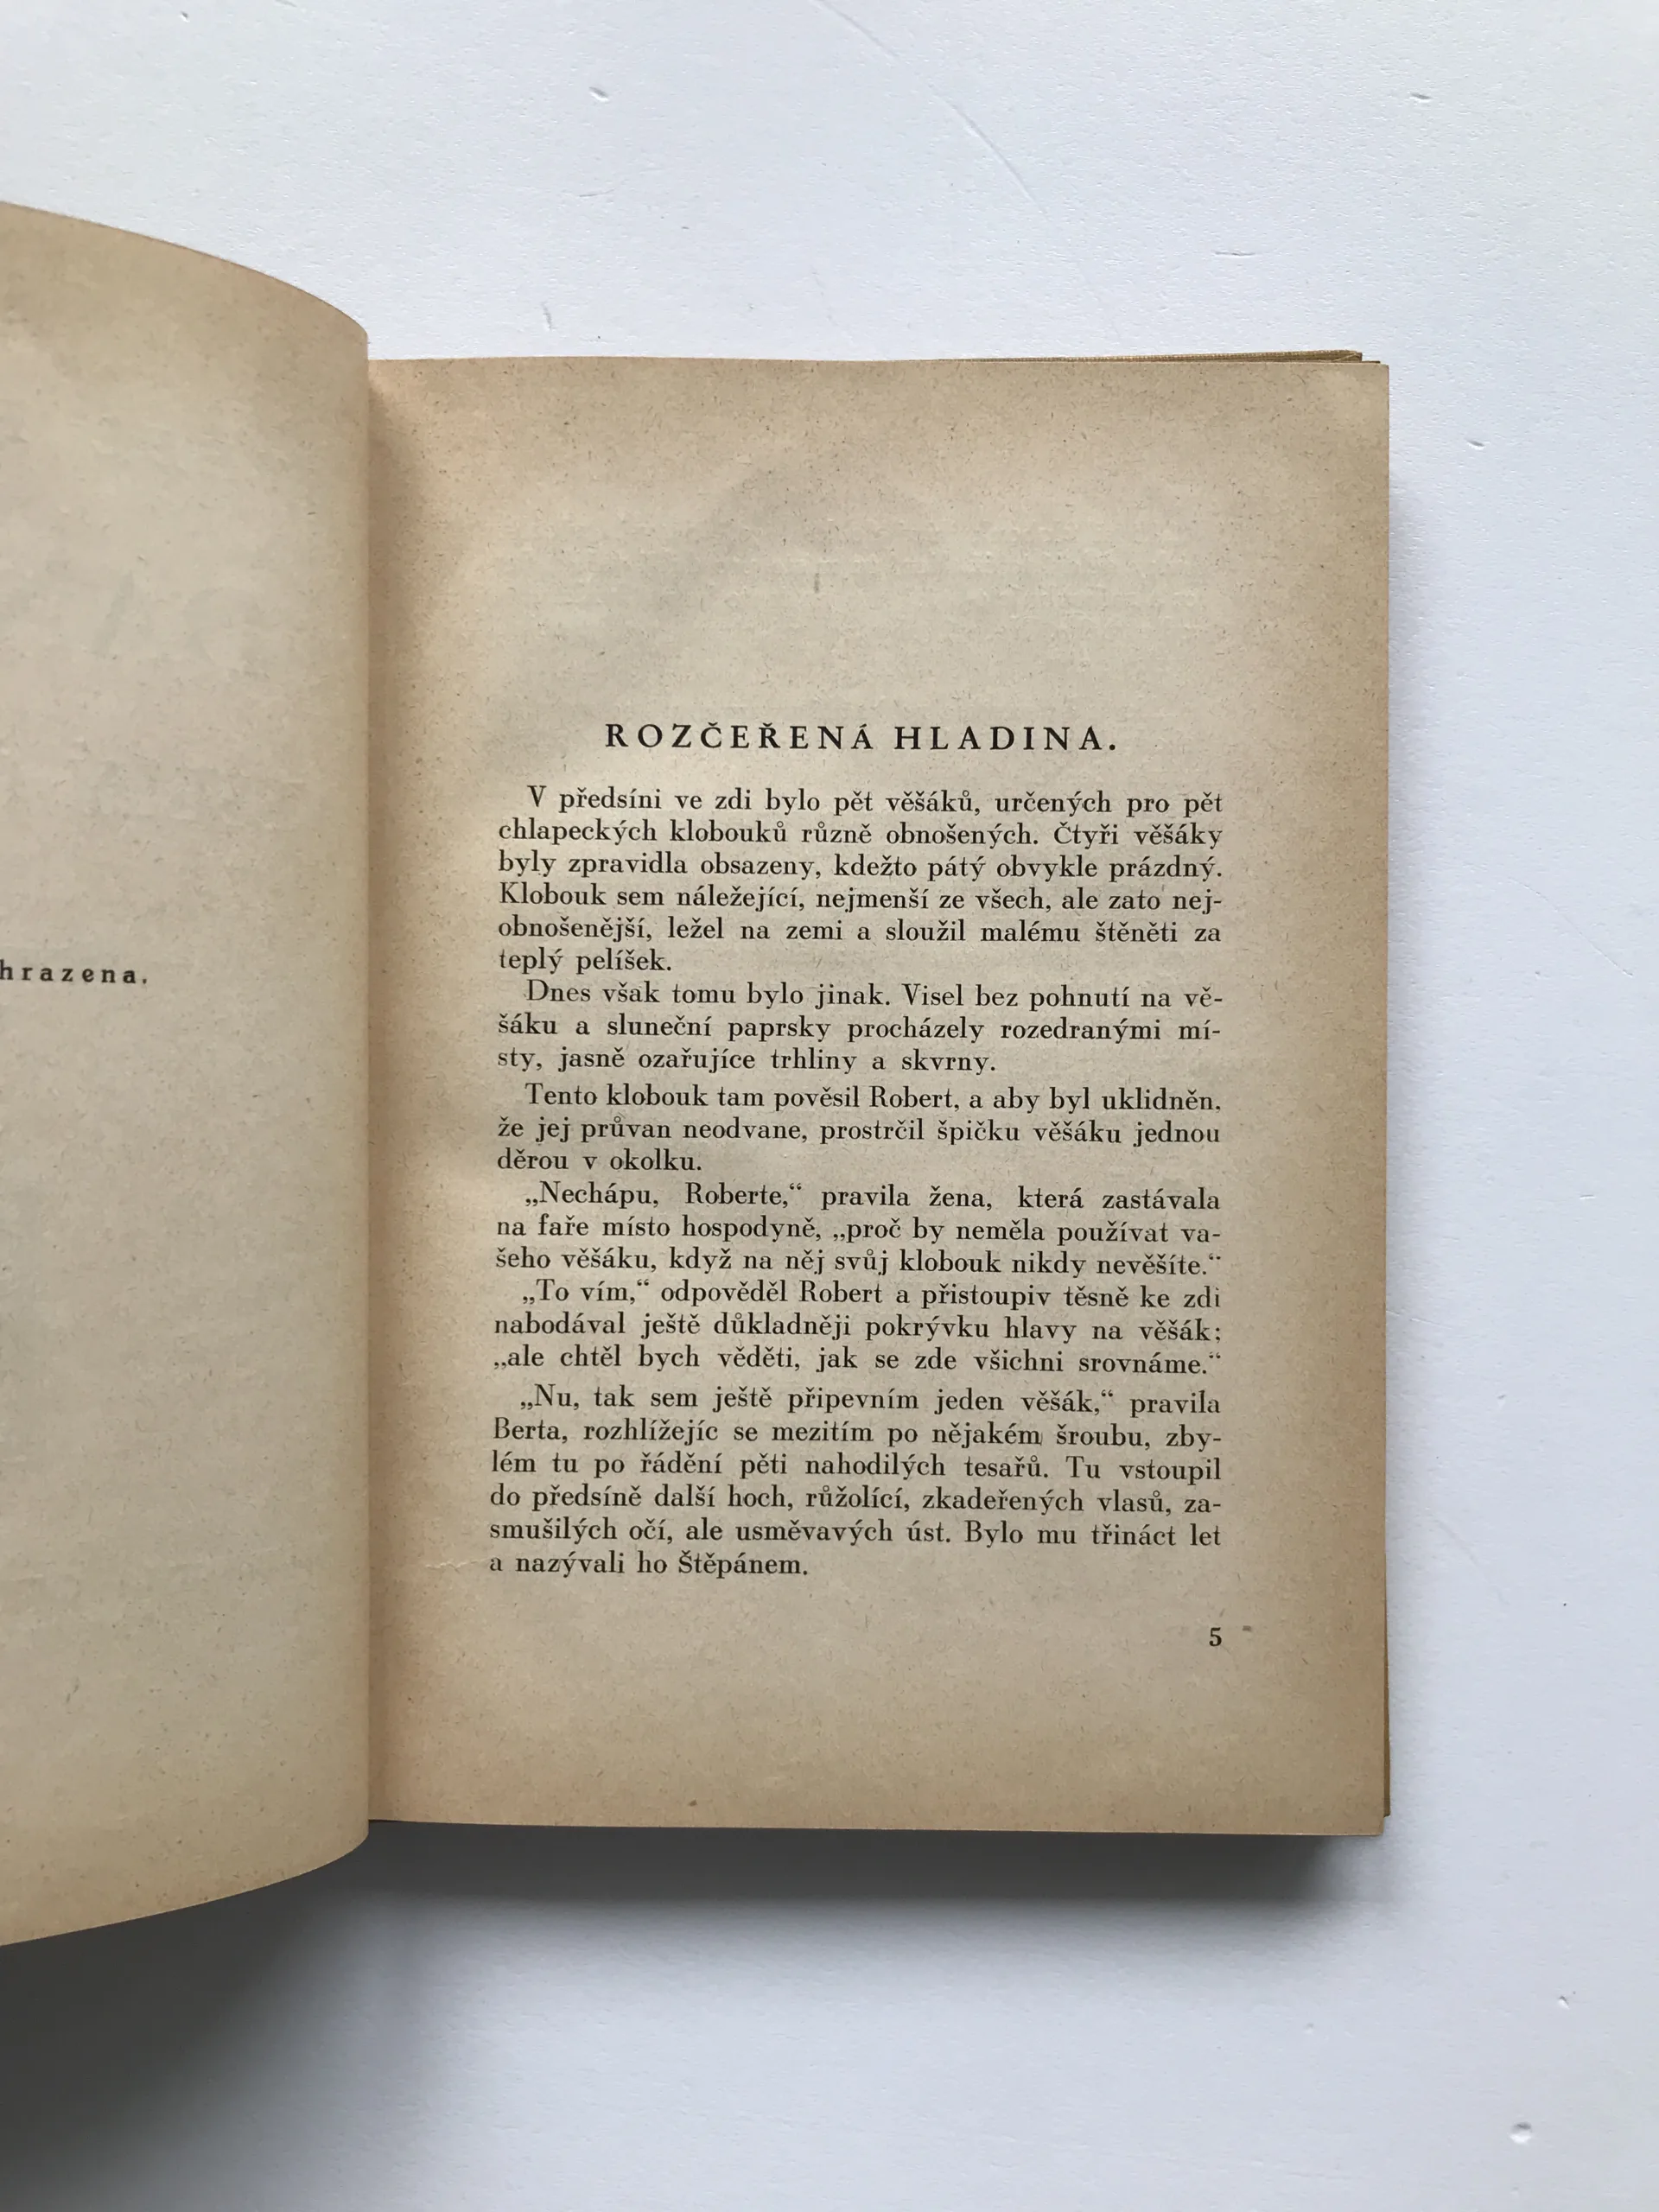 hrazena.
ROZČEŘENÁ HLADINA.
V předsíni ve zdi bylo pět věšáků, určených pro pět
chlapeckých klobouků různě obnošených. Čtyři věšáky
byly zpravidla obsazeny, kdežto pátý obvykle prázdný.
Klobouk sem náležející, nejmenší ze všech, ale zato nej-
obnošenější, ležel na zemi a sloužil malému štěněti za
teplý pelíšek.
Dnes však tomu bylo jinak. Visel bez pohnutí na vě-
šáku a sluneční paprsky procházely rozedranými mí-
sty, jasně ozařujíce trhliny a skvrny.
Tento klobouk tam pověsil Robert, a aby byl uklidněn,
že jej průvan neodvane, prostrčil špičku věšáku jednou
děrou v okolku.
„Nechápu, Roberte,“ pravila žena, která zastávala
na faře místo hospodyně, „proč by neměla používat va-
šeho věšáku, když na něj svůj klobouk nikdy nevěšíte.“
„To vím,“ odpověděl Robert a přistoupiv těsně ke zdi
nabodával ještě důkladněji pokrývku hlavy na věšák;
„ale chtěl bych věděti, jak se zde všichni srovnáme.“
„Nu, tak sem ještě připevním jeden věšák,“ pravila
Berta, rozhlížejíc se mezitím po nějakém šroubu, zby-
lém tu po řádění pěti nahodilých tesařů. Tu vstoupil
do předsíně další hoch, růžolící, zkadeřených vlasů, za-
smušilých očí, ale usměvavých úst. Bylo mu třináct let
a nazývali ho Štěpánem.
5